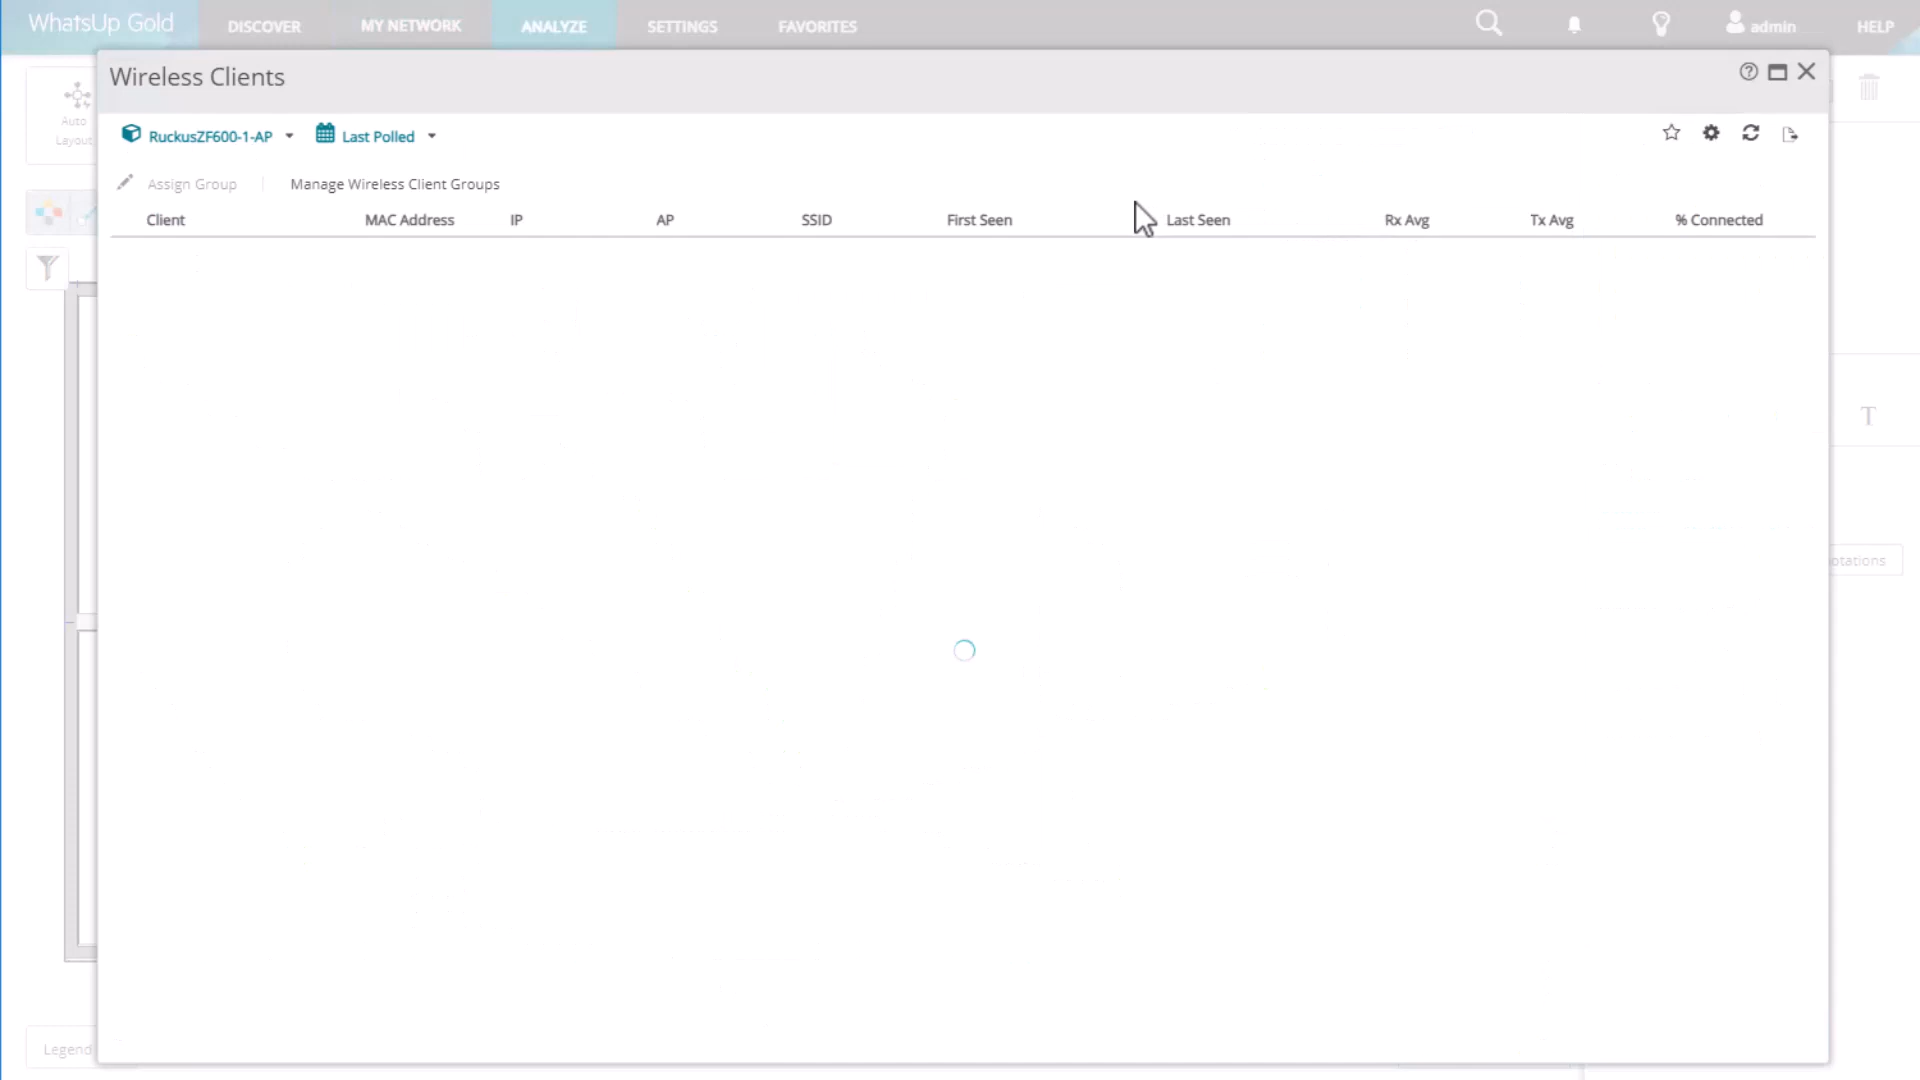 WhatsUp Gold DISCOVER MY NETWORK ANALYZE SETTINGS FAVORITES admin HELP
Wireless Clients
Auto
Layout
RuckusZF600-1-AP Last Polled
Assign Group Manage Wireless Client Groups
Client MAC Address IP AP SSID First Seen Last Seen Rx Avg Tx Avg % Connected
T
otations
Legend